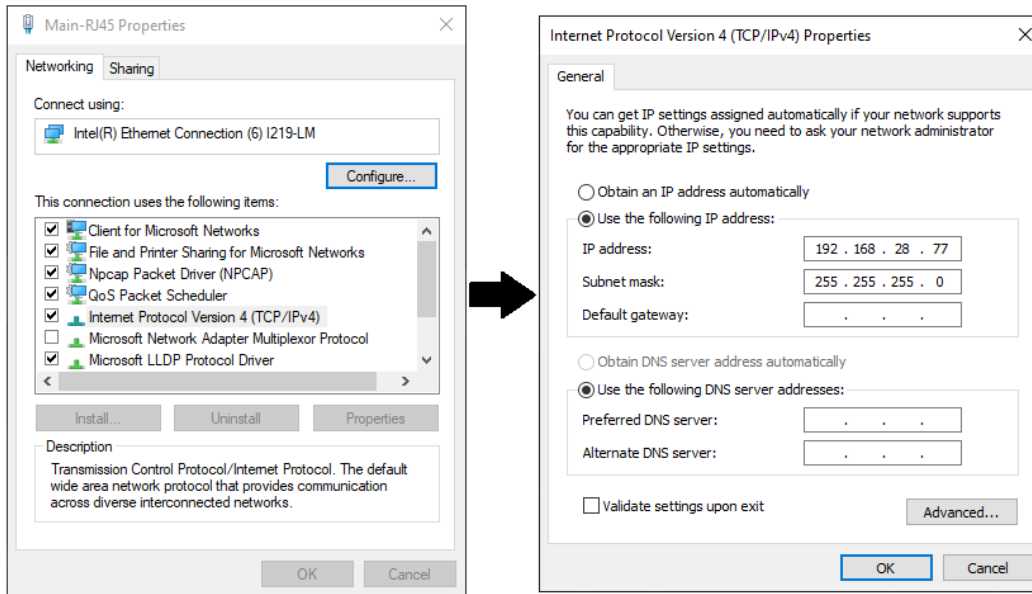 Main-RJ45 Properties
Networking
Sharing
Connect using:
Intel(R) Ethernet Connection (6) I219-LM
Configure...
This connection uses the following items:
Client for Microsoft Networks
File and Printer Sharing for Microsoft Networks
Npcap Packet Driver (NPCAP)
QoS Packet Scheduler
Internet Protocol Version 4 (TCP/IPv4)
Microsoft Network Adapter Multiplexor Protocol
Microsoft LLDP Protocol Driver
Install...
Uninstall
Properties
Description
Transmission Control Protocol/Internet Protocol. The default
wide area network protocol that provides communication
across diverse interconnected networks.
OK
Cancel
Internet Protocol Version 4 (TCP/IPv4) Properties
General
You can get IP settings assigned automatically if your network supports
this capability. Otherwise, you need to ask your network administrator
for the appropriate IP settings.
Obtain an IP address automatically
Use the following IP address:
IP address: 192 . 168 . 28 . 77
Subnet mask: 255 . 255 . 255 . 0
Default gateway: . . .
Obtain DNS server address automatically
Use the following DNS server addresses:
Preferred DNS server: . . .
Alternate DNS server: . . .
Validate settings upon exit
Advanced...
OK
Cancel